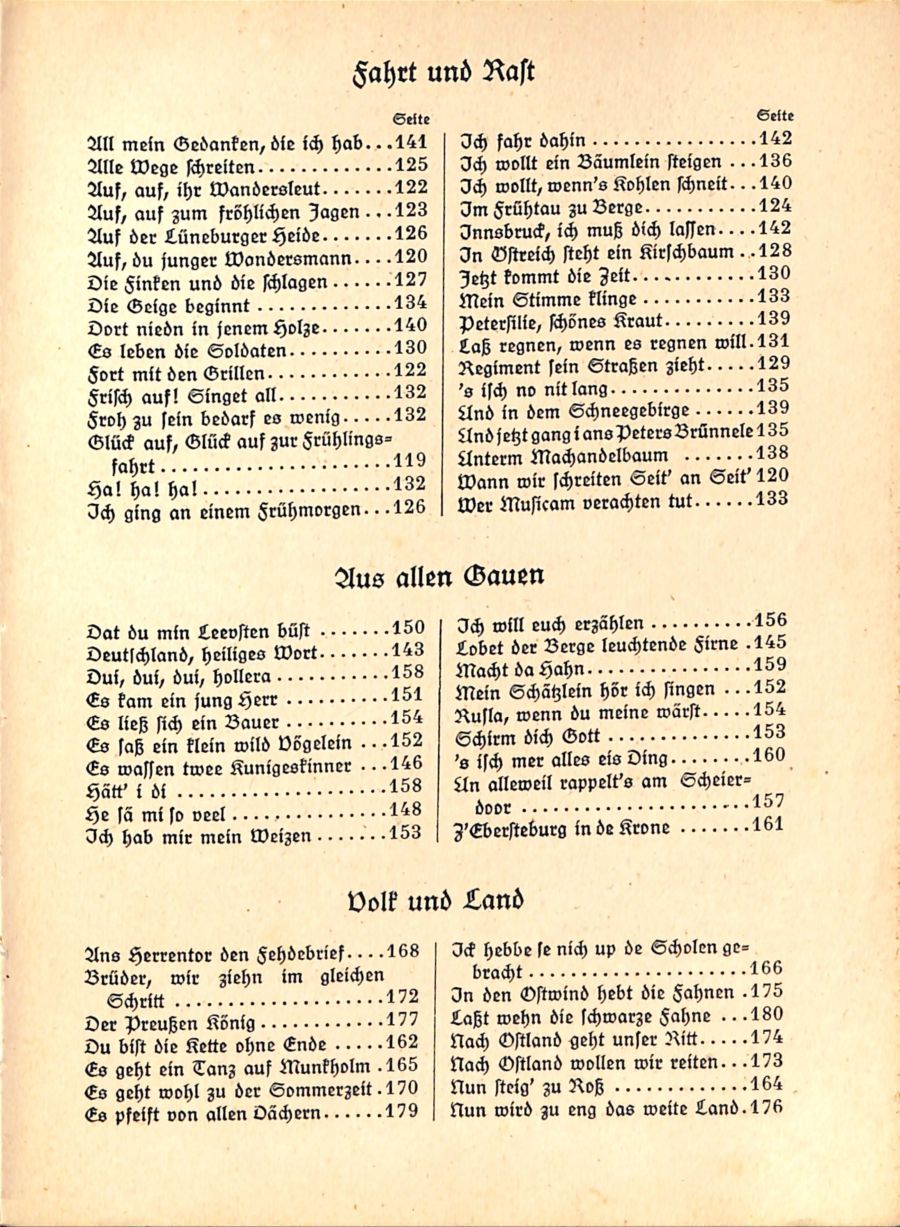 Fahrt und Rast
Seite
All mein Gedanken, die ich hab...141
Alle Wege schreiten.............125
Auf, auf, ihr Wandersleut.......122
Auf, auf zum fröhlichen Jagen...123
Auf der Lüneburger Heide.......126
Auf, du junger Wondersmann....120
Die Finken und die schlagen......127
Die Geige beginnt.............134
Dort niedn in jenem Holze.......140
Es leben die Soldaten..........130
Fort mit den Grillen............122
Frisch auf! Singet all...........132
Froh zu sein bedarf es wenig.....132
Glück auf, Glück auf zur Frühlings=
fahrt.......................119
Ha! ha! ha!..................132
Ich ging an einem Frühmorgen...126
Seite
Ich fahr dahin................142
Ich wollt ein Bäumlein steigen...136
Ich wollt, wenn's Kohlen schneit...140
Im Frühtau zu Berge...........124
Innsbruck, ich muß dich lassen....142
In Östreich steht ein Kirschbaum..128
Jetzt kommt die Zeit............130
Mein Stimme klinge...........133
Petersilie, schönes Kraut.........139
Laß regnen, wenn es regnen will.131
Regiment sein Straßen zieht.....129
's isch no nit lang..............135
Und in dem Schneegebirge......139
Und jetzt gang i ans Peters Brünnele 135
Unterm Machandelbaum.......138
Wann wir schreiten Seit' an Seit' 120
Wer Musicam verachten tut......133
Aus allen Gauen
Dat du min Leevsten büst.......150
Deutschland, heiliges Wort.......143
Dui, dui, dui, hollera...........158
Es kam ein jung Herr..........151
Es ließ sich ein Bauer..........154
Es saß ein klein wild Vögelein...152
Es wassen twee Kunigeskinner...146
Hätt' i di.....................158
He sä mi so veel...............148
Ich hab mir mein Weizen.......153
Ich will euch erzählen..........156
Lobet der Berge leuchtende Firne.145
Macht da Hahn................159
Mein Schätzlein hör ich singen...152
Rusla, wenn du meine wärst.....154
Schirm dich Gott..............153
's isch mer alles eis Ding........160
Un alleweil rappelt's am Scheier=
door.......................157
Z'Ebersteburg in de Krone.......161
Volk und Land
Ans Herrentor den Fehdebrief....168
Brüder, wir ziehn im gleichen
Schritt.....................172
Der Preußen König............177
Du bist die Kette ohne Ende.....162
Es geht ein Tanz auf Munkholm.165
Es geht wohl zu der Sommerzeit.170
Es pfeift von allen Dächern......179
Ick hebbe se nich up de Scholen ge=
bracht......................166
In den Ostwind hebt die Fahnen.175
Laßt wehn die schwarze Fahne...180
Nach Ostland geht unser Ritt.....174
Nach Ostland wollen wir reiten...173
Nun steig' zu Roß.............164
Nun wird zu eng das weite Land.176